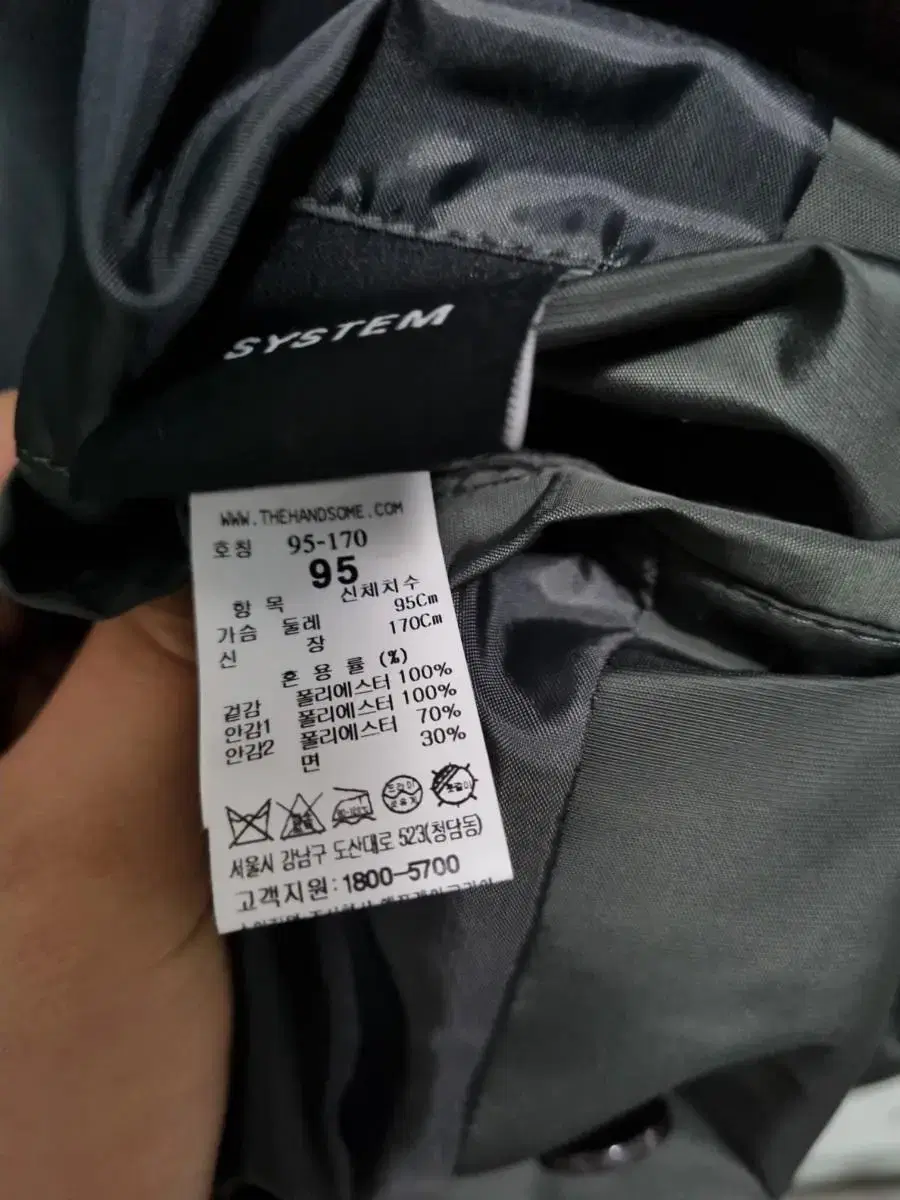 SYSTEM
WWW.THEHANDSOME.COM
호칭 95-170
95
항 목 신체치수
가슴 둘레 95Cm
신 장 170Cm
혼 용 률 (%)
겉감 폴리에스터 100%
안감1 폴리에스터 100%
안감2 폴리에스터 70%
면 30%
드라이
서울시 강남구 도산대로 523(청담동)
고객지원:1800-5700